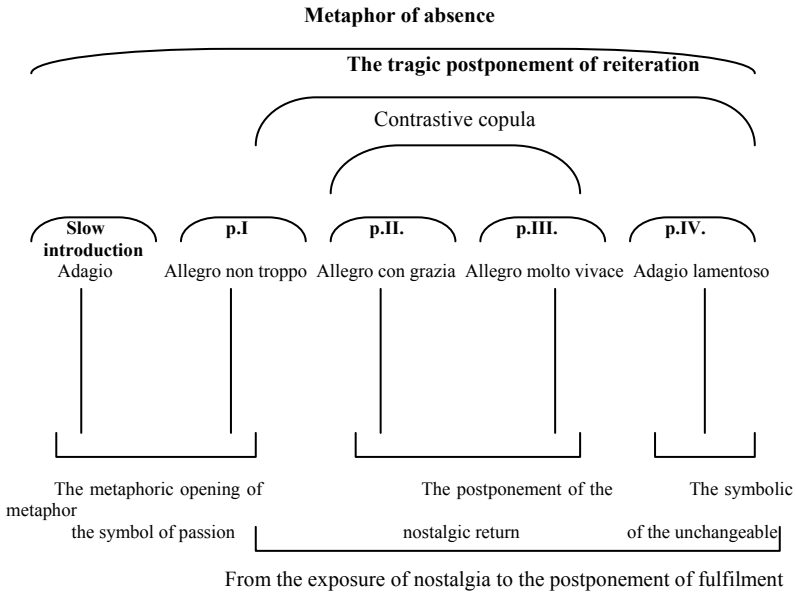 Metaphor of absence
The tragic postponement of reiteration
Contrastive copula
Slow introduction p.I p.II. p.III. p.IV.
Adagio Allegro non troppo Allegro con grazia Allegro molto vivace Adagio lamentoso
The metaphoric opening of The postponement of the The symbolic
metaphor
the symbol of passion nostalgic return of the unchangeable
From the exposure of nostalgia to the postponement of fulfilment